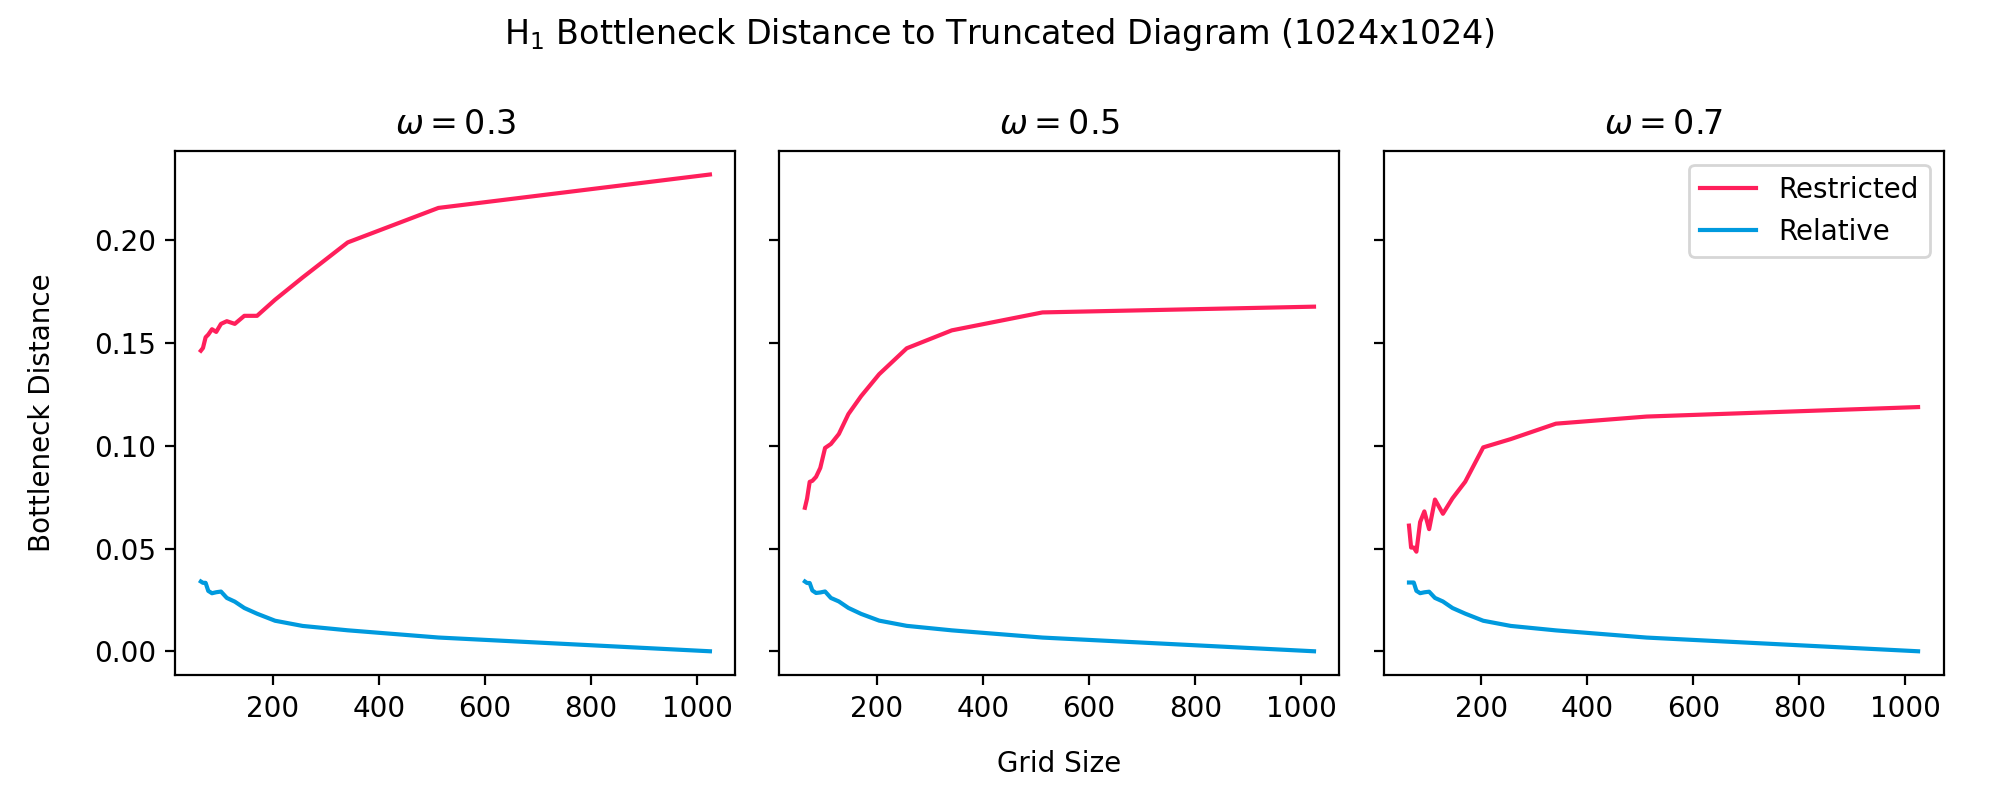 H₁ Bottleneck Distance to Truncated Diagram (1024x1024)
ω = 0.3
ω = 0.5
ω = 0.7
Restricted
Relative
Bottleneck Distance
0.20
0.15
0.10
0.05
0.00
200 400 600 800 1000
200 400 600 800 1000
200 400 600 800 1000
Grid Size